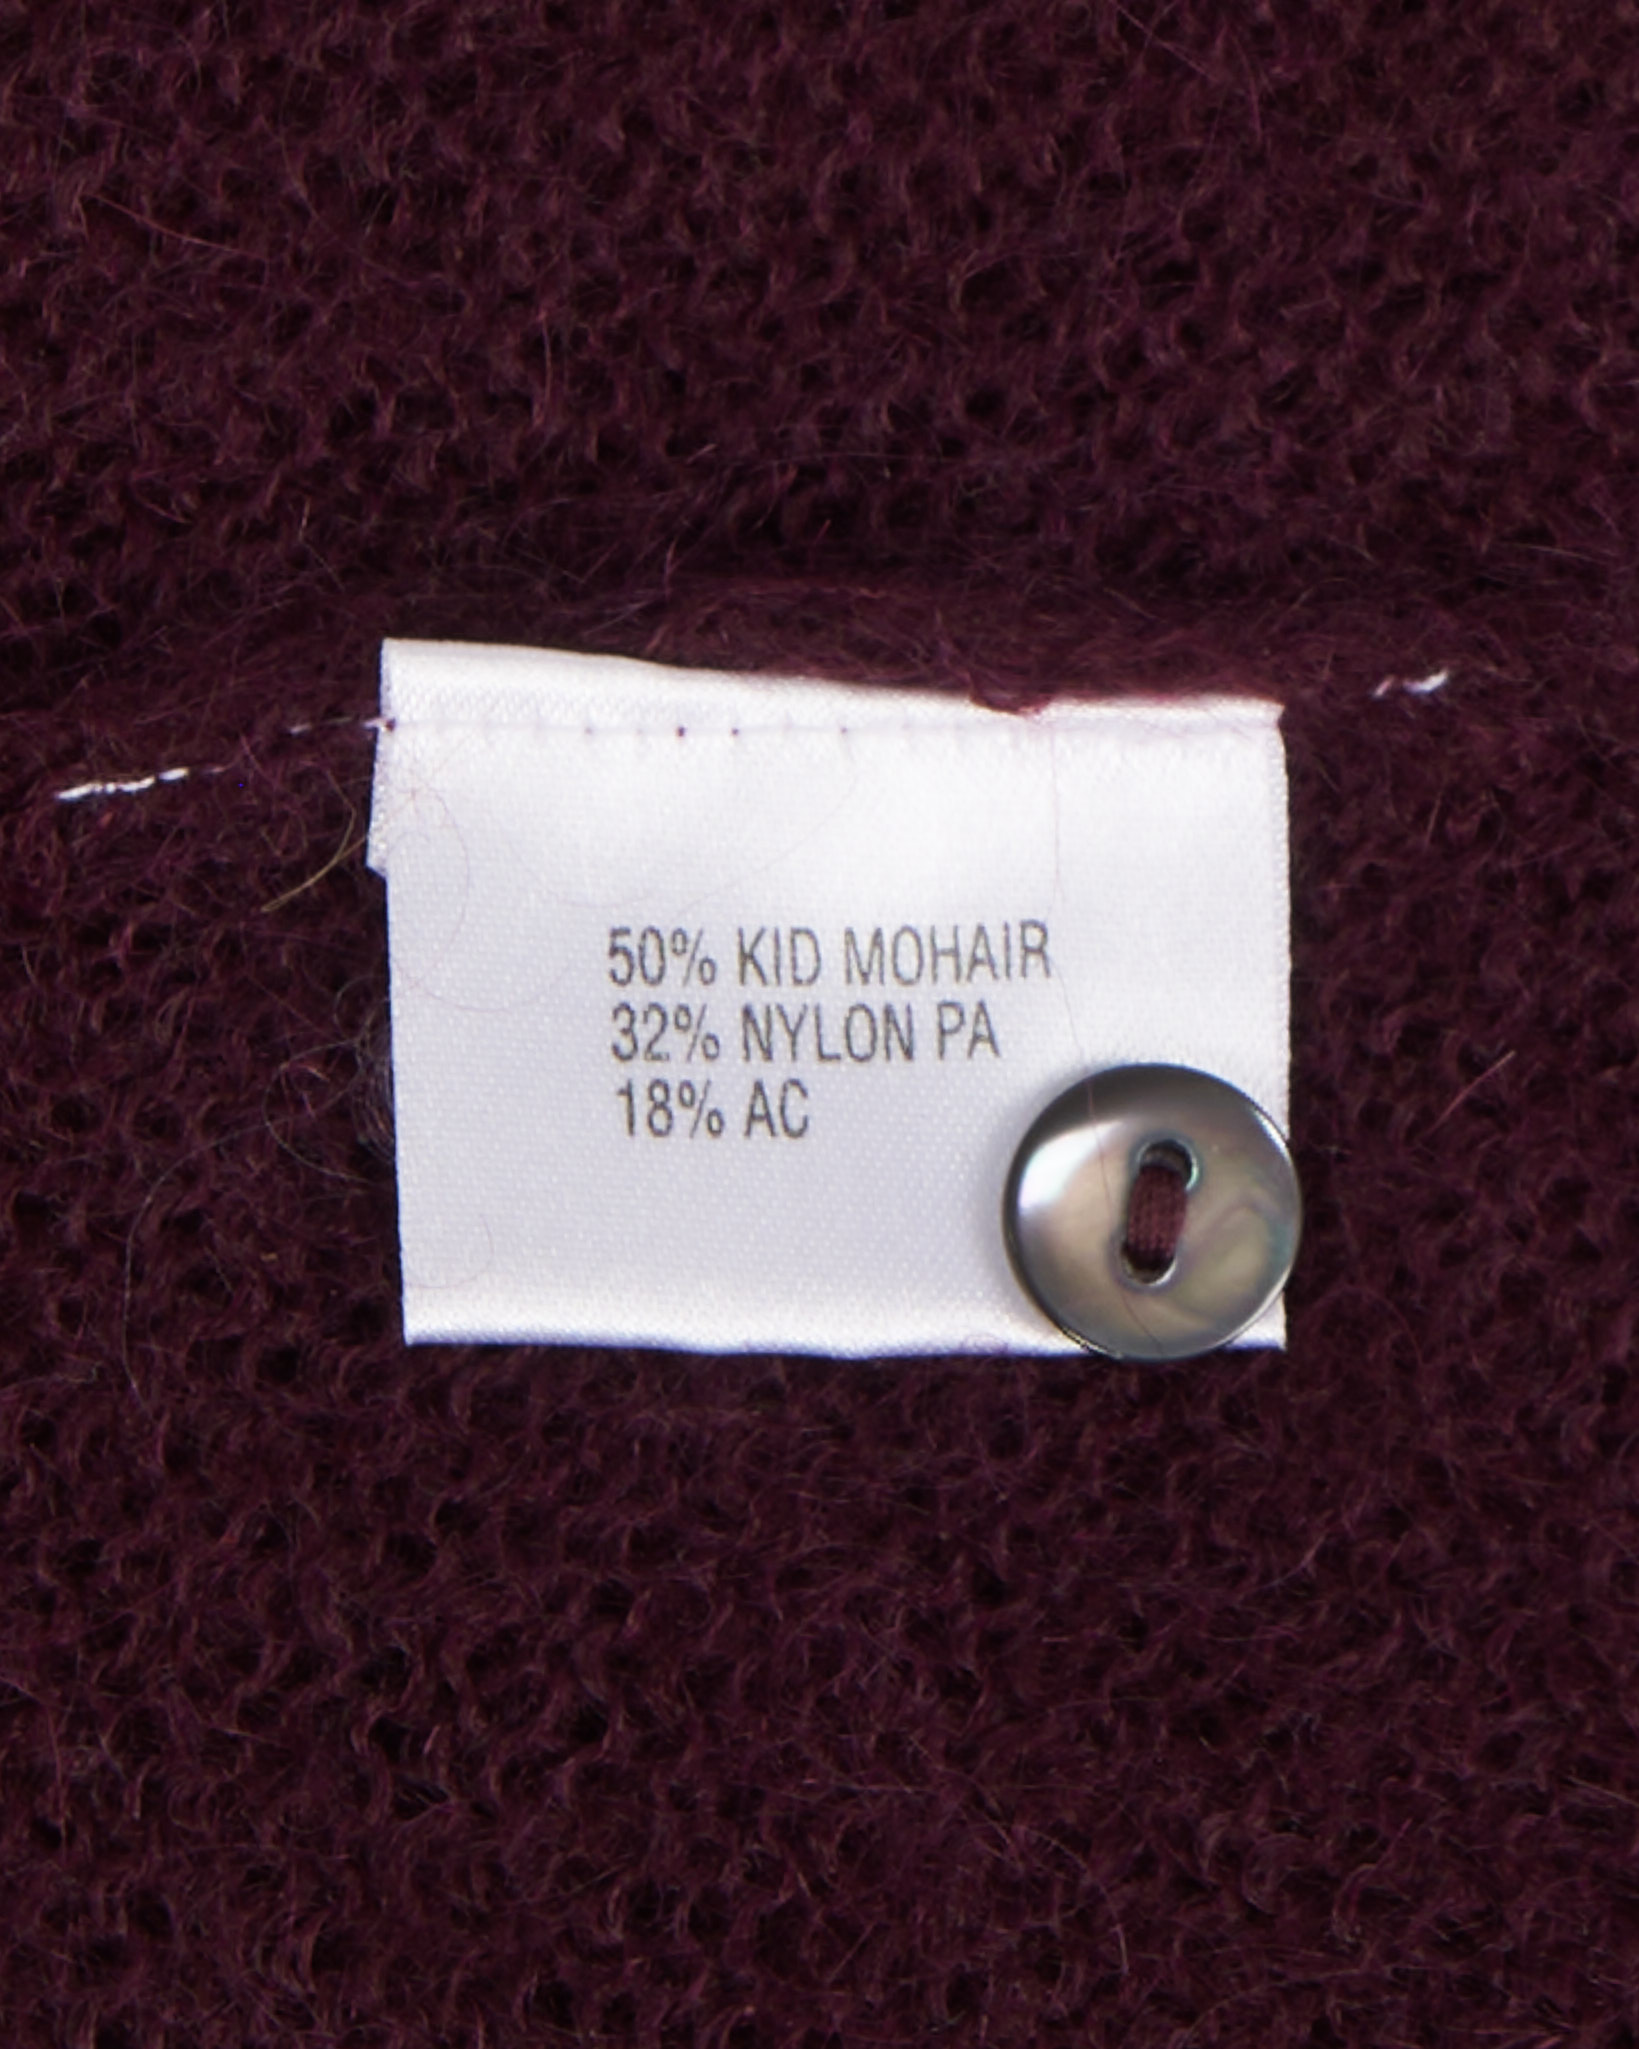 50% KID MOHAIR
32% NYLON PA
18% AC